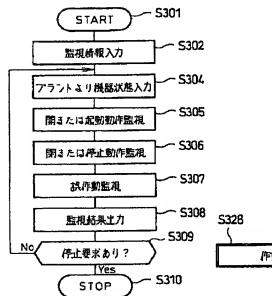 START
S301
監視情報入力
S302
プラントより機器状態入力
S304
開または起動動作監視
S305
閉または停止動作監視
S306
誤作動監視
S307
監視結果出力
S308
停止要求あり？
S309
No
Yes
STOP
S310
S328
作